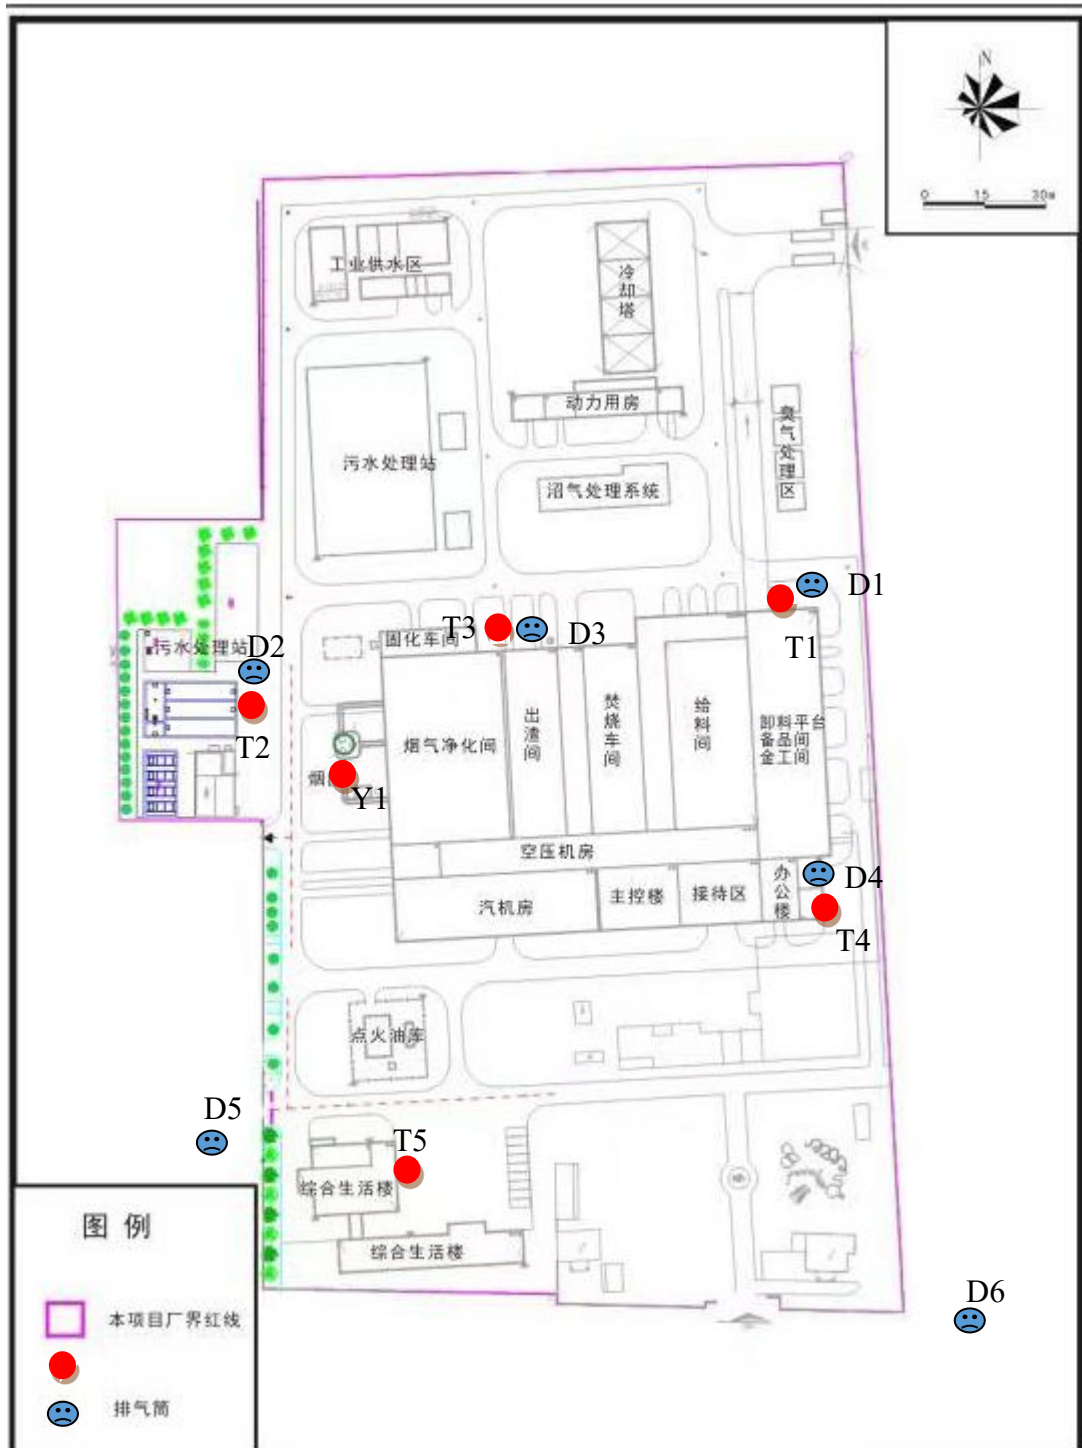 N
0 15 30m
工业供水区
冷却塔
动力用房
臭气处理区
污水处理站
沼气处理系统
D1
T3
D3
T1
固化车间
污水处理站
D2
T2
烟气净化间
出渣间
焚烧车间
给料间
卸料平台
备品间
金工间
烟
Y1
空压机房
办公楼
D4
汽机房
主控楼
接待区
T4
点火油库
D5
T5
综合生活楼
综合生活楼
D6
图例
本项目厂界红线
排气筒